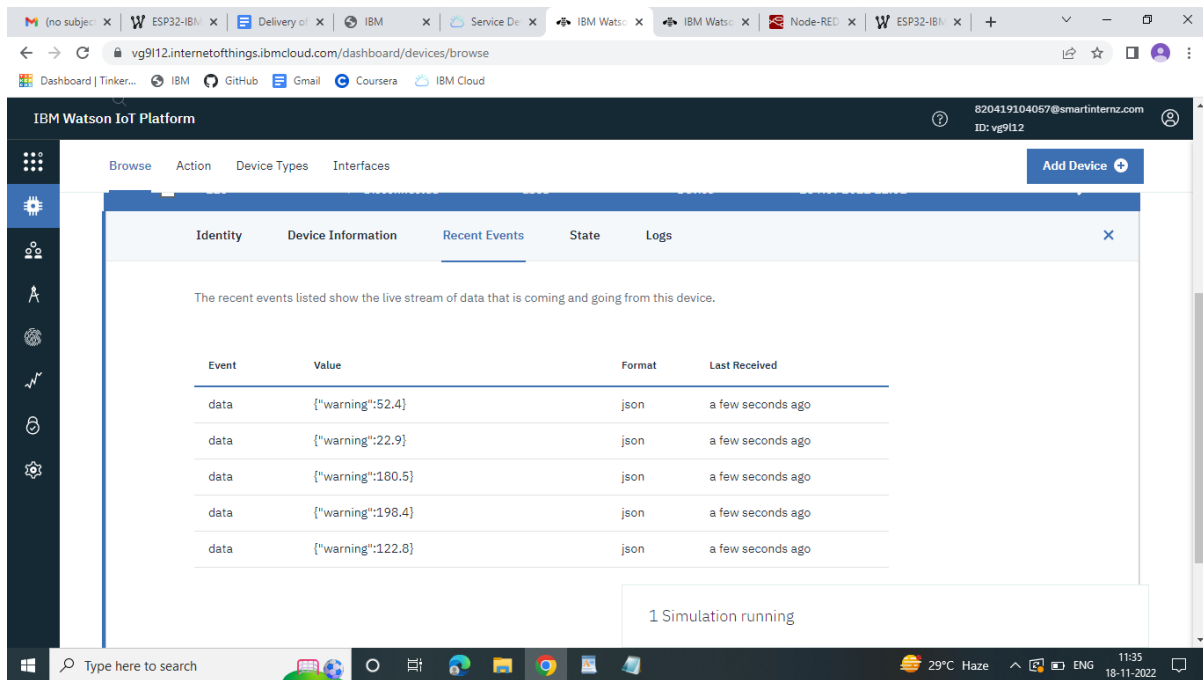 (no subjec
ESP32-IBM
Delivery of
IBM
Service De
IBM Watso
IBM Watso
Node-RED
ESP32-IBM
vg9l12.internetofthings.ibmcloud.com/dashboard/devices/browse
Dashboard | Tinker... IBM GitHub Gmail Coursera IBM Cloud
IBM Watson IoT Platform
820419104057@smartinternz.com
ID: vg9l12
Browse Action Device Types Interfaces Add Device
Identity Device Information Recent Events State Logs
The recent events listed show the live stream of data that is coming and going from this device.
Event Value Format Last Received
data {"warning":52.4} json a few seconds ago
data {"warning":22.9} json a few seconds ago
data {"warning":180.5} json a few seconds ago
data {"warning":198.4} json a few seconds ago
data {"warning":122.8} json a few seconds ago
1 Simulation running
Type here to search
29°C Haze
ENG
11:35
18-11-2022